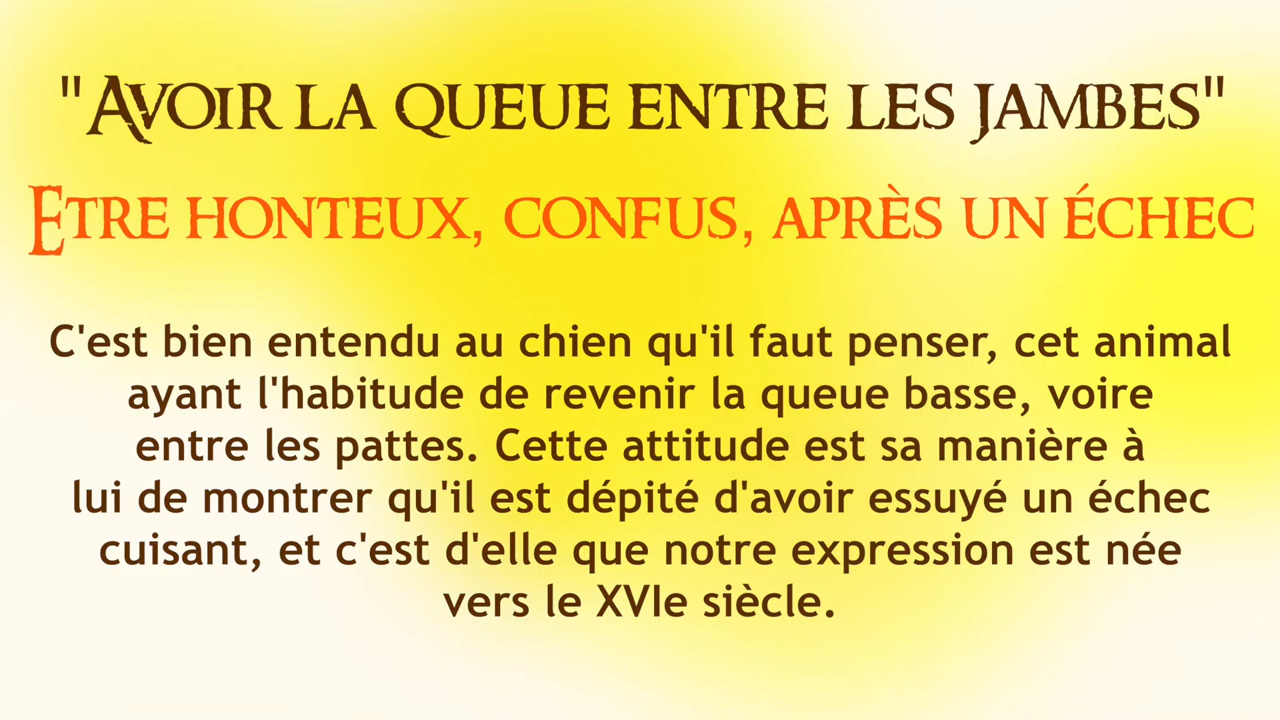 "Avoir la queue entre les jambes"
Etre honteux, confus, après un échec
C'est bien entendu au chien qu'il faut penser, cet animal
ayant l'habitude de revenir la queue basse, voire
entre les pattes. Cette attitude est sa manière à
lui de montrer qu'il est dépité d'avoir essuyé un échec
cuisant, et c'est d'elle que notre expression est née
vers le XVIe siècle.